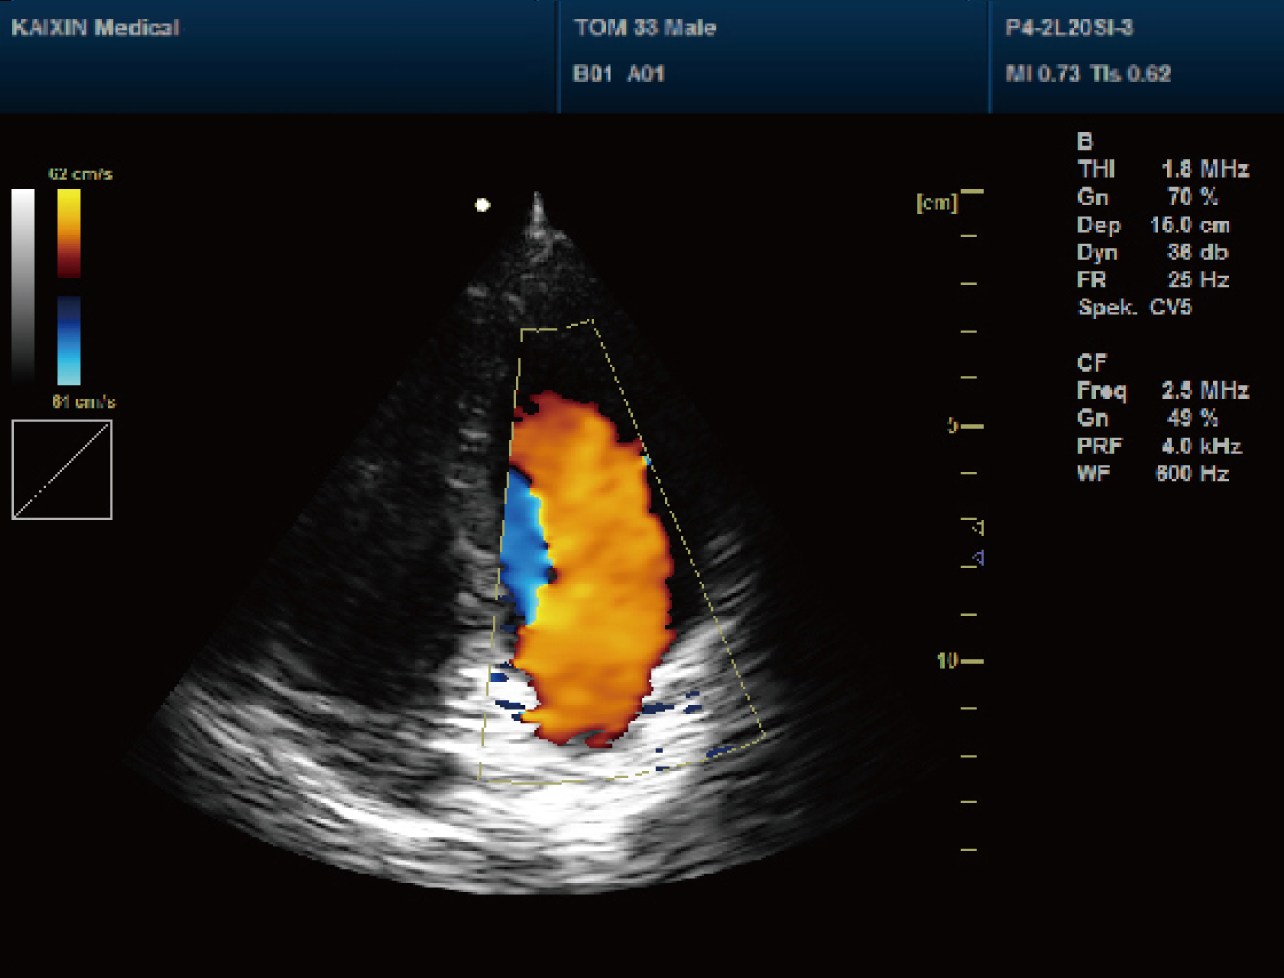 KAIXIN Medical
TOM 33 Male
B01 A01
P4-2L20SI-3
MI 0.73 TIs 0.62
62 cm/s
61 cm/s
[cm]
5
10
B
THI 1.8 MHz
Gn 70 %
Dep 16.0 cm
Dyn 36 db
FR 25 Hz
Spek. CV5
CF
Freq 2.5 MHz
Gn 49 %
PRF 4.0 kHz
WF 600 Hz